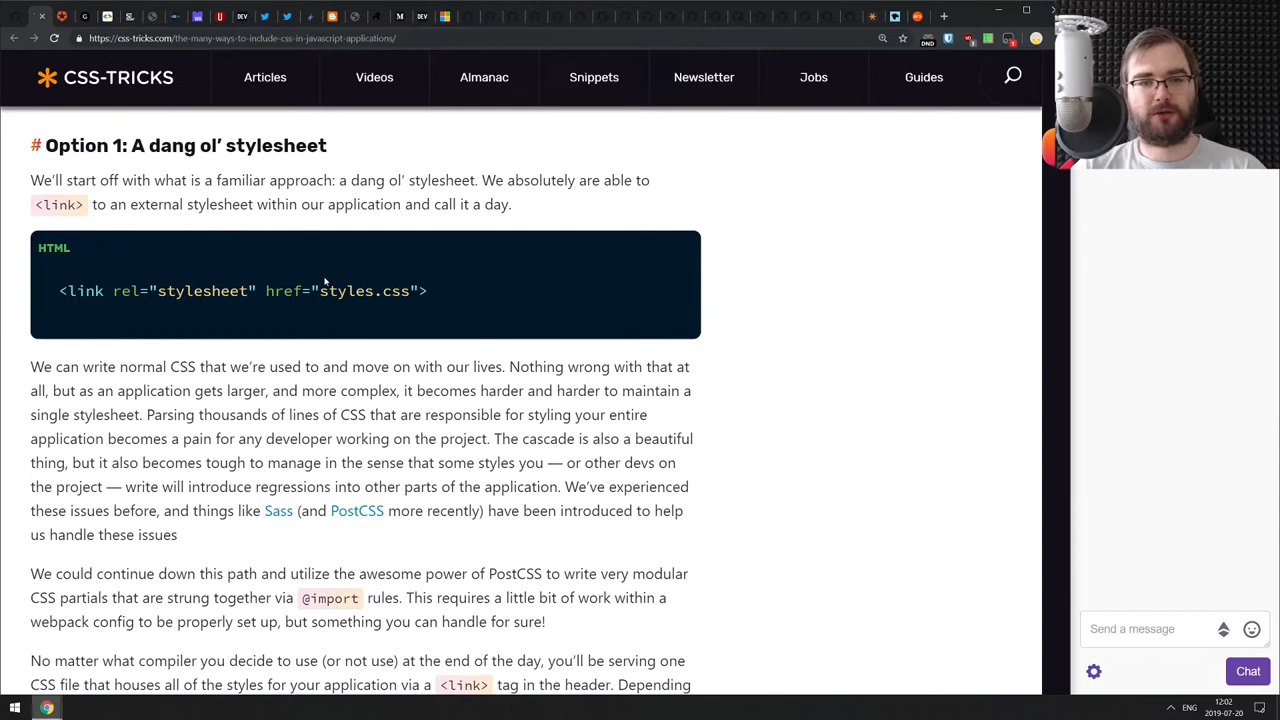 https://css-tricks.com/the-many-ways-to-include-css-in-javascript-applications/
DND
CSS-TRICKS
Articles
Videos
Almanac
Snippets
Newsletter
Jobs
Guides
# Option 1: A dang ol’ stylesheet
We’ll start off with what is a familiar approach: a dang ol’ stylesheet. We absolutely are able to
<link> to an external stylesheet within our application and call it a day.
HTML
<link rel="stylesheet" href="styles.css">
We can write normal CSS that we’re used to and move on with our lives. Nothing wrong with that at
all, but as an application gets larger, and more complex, it becomes harder and harder to maintain a
single stylesheet. Parsing thousands of lines of CSS that are responsible for styling your entire
application becomes a pain for any developer working on the project. The cascade is also a beautiful
thing, but it also becomes tough to manage in the sense that some styles you — or other devs on
the project — write will introduce regressions into other parts of the application. We’ve experienced
these issues before, and things like Sass (and PostCSS more recently) have been introduced to help
us handle these issues
We could continue down this path and utilize the awesome power of PostCSS to write very modular
CSS partials that are strung together via @import rules. This requires a little bit of work within a
webpack config to be properly set up, but something you can handle for sure!
No matter what compiler you decide to use (or not use) at the end of the day, you’ll be serving one
CSS file that houses all of the styles for your application via a <link> tag in the header. Depending
Send a message
Chat
ENG
12:02
2019-07-20